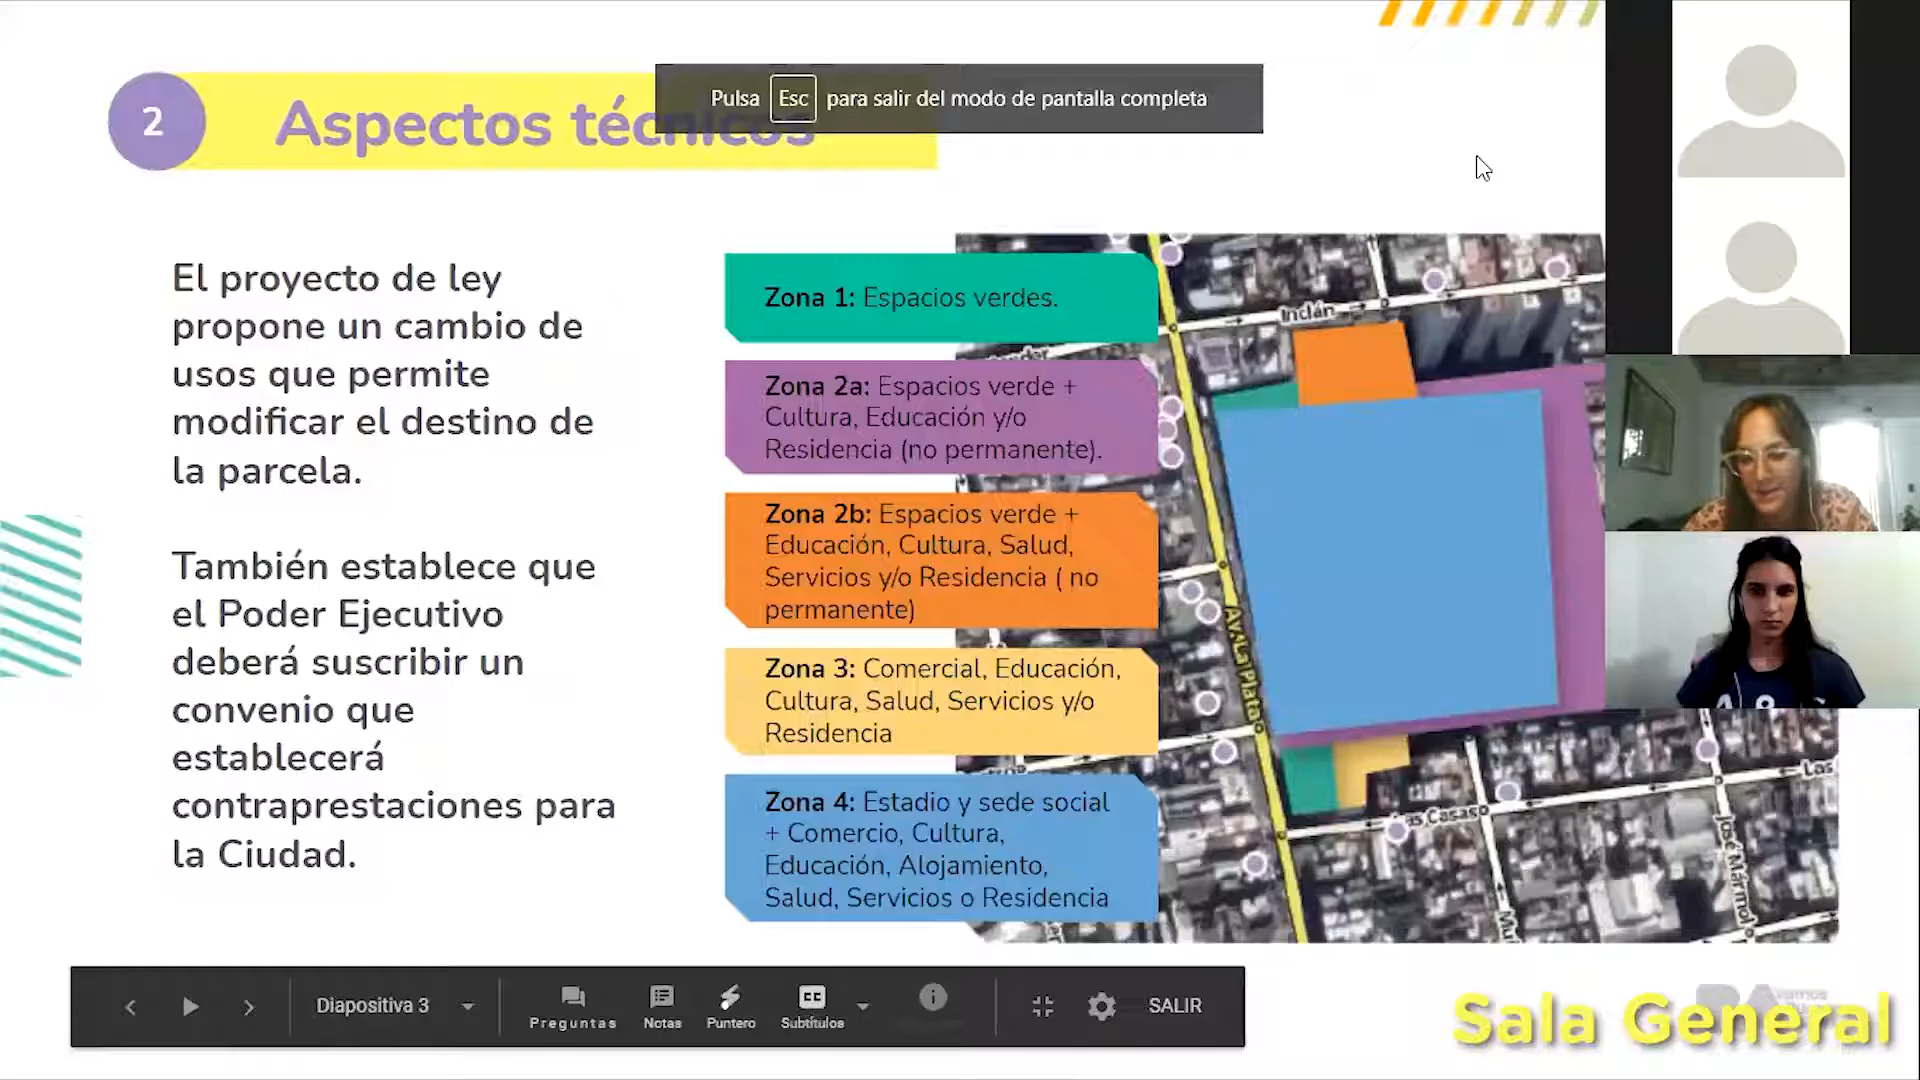 2
Aspectos técnicos
Pulsa Esc para salir del modo de pantalla completa
El proyecto de ley
propone un cambio de
usos que permite
modificar el destino de
la parcela.
También establece que
el Poder Ejecutivo
deberá suscribir un
convenio que
establecerá
contraprestaciones para
la Ciudad.
Zona 1: Espacios verdes.
Zona 2a: Espacios verde +
Cultura, Educación y/o
Residencia (no permanente).
Zona 2b: Espacios verde +
Educación, Cultura, Salud,
Servicios y/o Residencia ( no
permanente)
Zona 3: Comercial, Educación,
Cultura, Salud, Servicios y/o
Residencia
Zona 4: Estadio y sede social
+ Comercio, Cultura,
Educación, Alojamiento,
Salud, Servicios o Residencia
Inclán
Av. La Plata
Las Casas
Las
José Mármol
Diapositiva 3
Preguntas
Notas
Puntero
Subtítulos
SALIR
Sala General